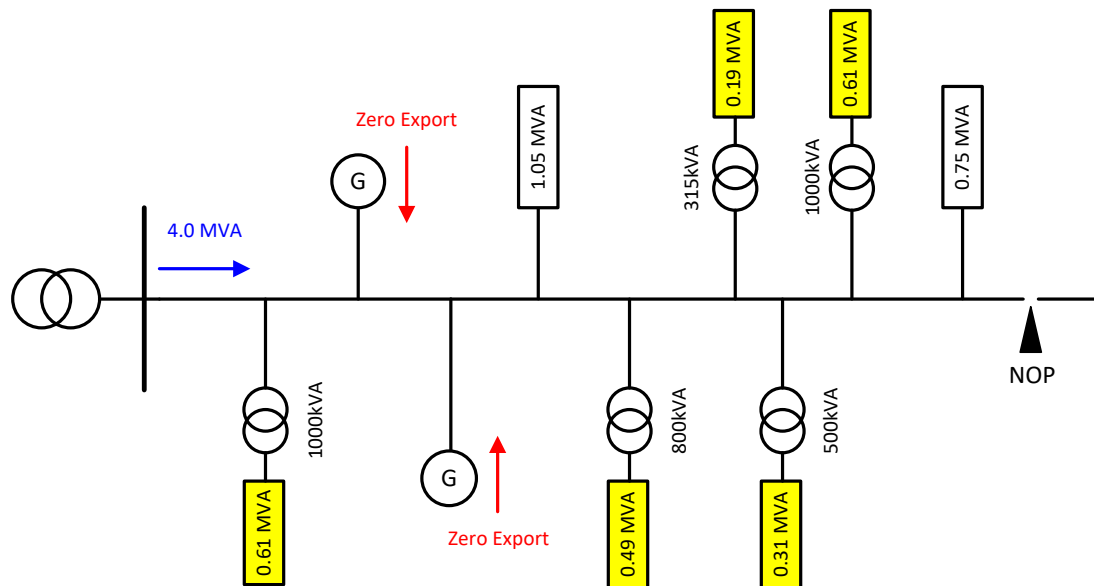 0.19 MVA
0.61 MVA
Zero Export
1.05 MVA
0.75 MVA
G
315kVA
1000kVA
4.0 MVA
NOP
1000kVA
800kVA
500kVA
G
0.61 MVA
0.49 MVA
0.31 MVA
Zero Export